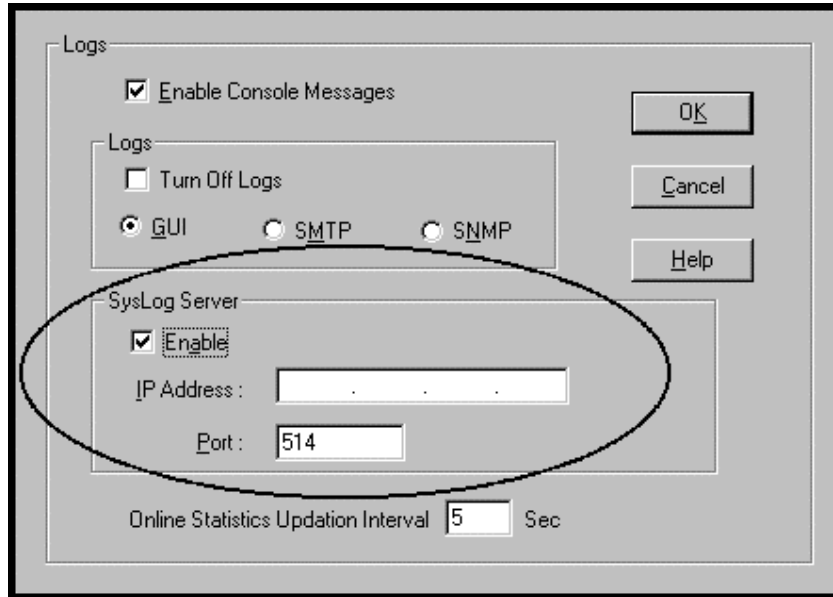 Logs
Enable Console Messages
OK
Logs
Turn Off Logs
Cancel
GUI SMTP SNMP
Help
SysLog Server
Enable
IP Address : . . .
Port : 514
Online Statistics Updation Interval 5 Sec